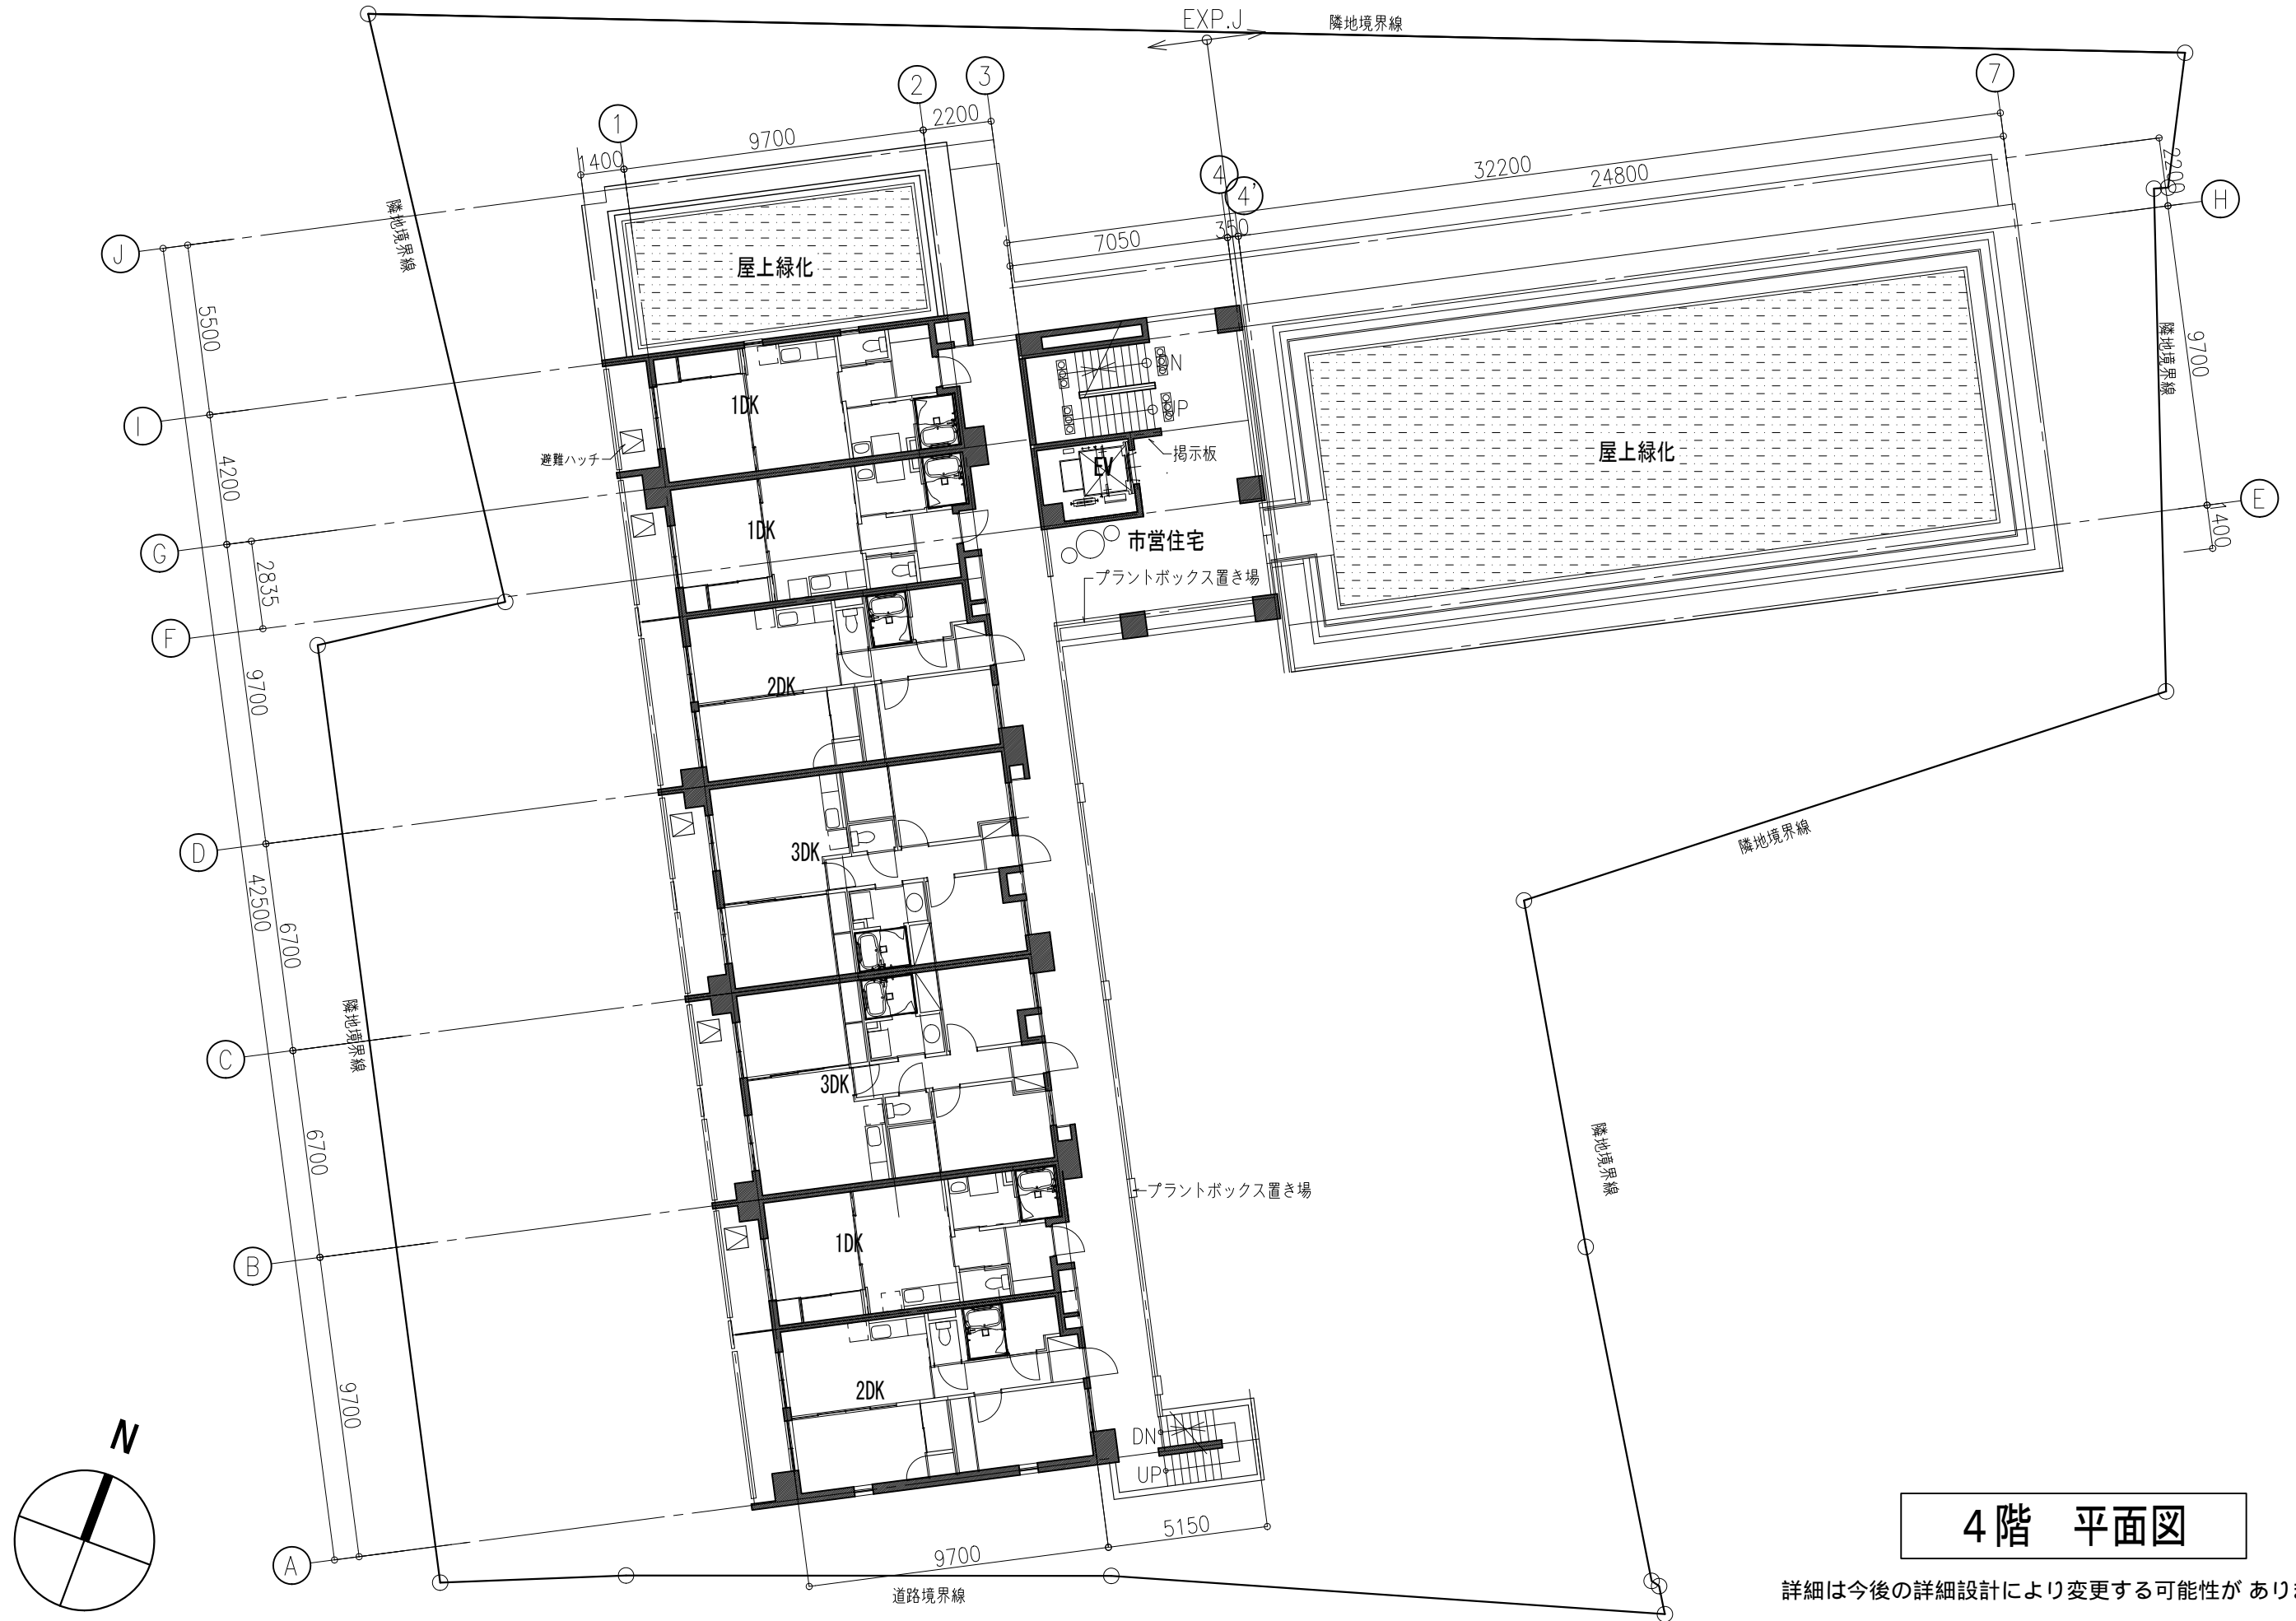 EXP.J
隣地境界線
3
7
2
1
2200
9700
1400
32200
24800
4
4'
350
7050
2200
H
J
隣地境界線
屋上緑化
5500
隣地境界線
9700
I
1DK
避難ハッチ
DN
UP
掲示板
EV
屋上緑化
4200
G
1DK
市営住宅
E
1400
2835
プラントボックス置き場
F
9700
2DK
D
3DK
隣地境界線
42500
6700
隣地境界線
C
3DK
隣地境界線
6700
プラントボックス置き場
B
1DK
9700
2DK
DN
UP
N
5150
9700
A
道路境界線
4階 平面図
詳細は今後の詳細設計により変更する可能性が あり